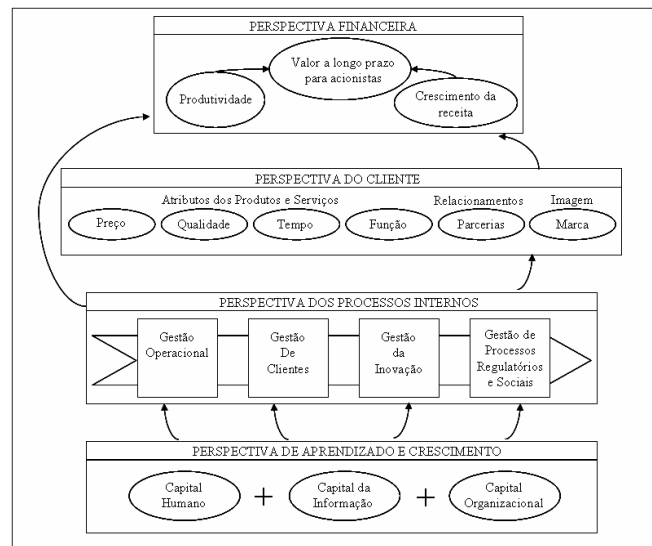 PERSPECTIVA FINANCEIRA
Valor a longo prazo
para acionistas
Produtividade
Crescimento da
receita
PERSPECTIVA DO CLIENTE
Atributos dos Produtos e Serviços
Relacionamentos
Imagem
Preço
Qualidade
Tempo
Função
Parcerias
Marca
PERSPECTIVA DOS PROCESSOS INTERNOS
Gestão
Operacional
Gestão
De
Clientes
Gestão
da
Inovação
Gestão de
Processos
Regulatórios
e Sociais
PERSPECTIVA DE APRENDIZADO E CRESCIMENTO
Capital
Humano
+
Capital da
Informação
+
Capital
Organizacional